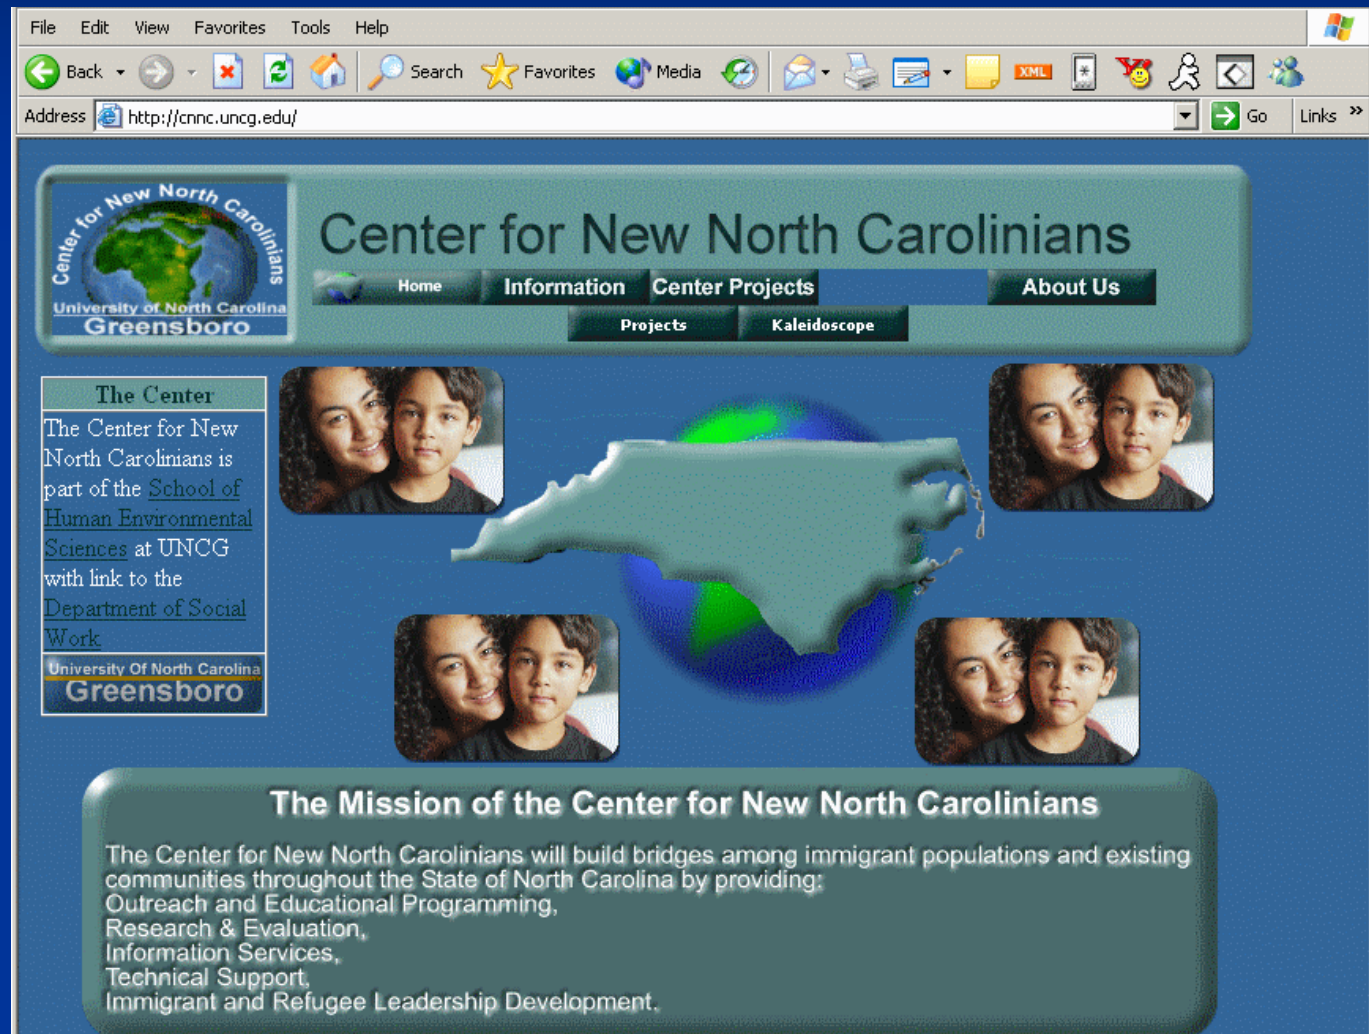 File Edit View Favorites Tools Help
Back Search Favorites Media XML
Address http://cnnc.uncg.edu/ Go Links »
Center for New North Carolinians
University of North Carolina
Greensboro
Center for New North Carolinians
Home Information Center Projects About Us
Projects Kaleidoscope
The Center
The Center for New
North Carolinians is
part of the School of
Human Environmental
Sciences at UNCG
with link to the
Department of Social
Work.
University Of North Carolina
Greensboro
The Mission of the Center for New North Carolinians
The Center for New North Carolinians will build bridges among immigrant populations and existing
communities throughout the State of North Carolina by providing:
Outreach and Educational Programming,
Research & Evaluation,
Information Services,
Technical Support,
Immigrant and Refugee Leadership Development.